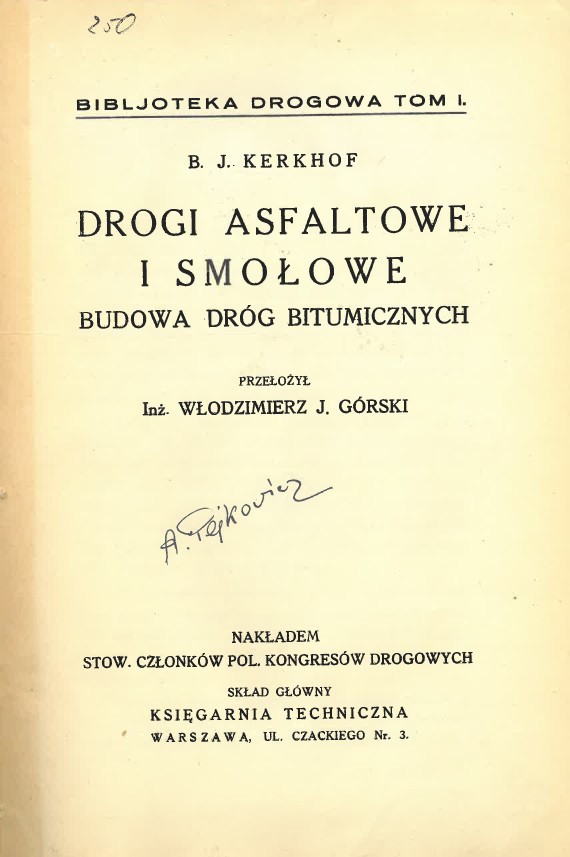 250
BIBLJOTEKA DROGOWA TOM I.
B. J. KERKHOF
DROGI ASFALTOWE
I SMOŁOWE
BUDOWA DRÓG BITUMICZNYCH
PRZEŁOŻYŁ
Inż. WŁODZIMIERZ J. GÓRSKI
A.
NAKŁADEM
STOW. CZŁONKÓW POL. KONGRESÓW DROGOWYCH
SKŁAD GŁÓWNY
KSIĘGARNIA TECHNICZNA
WARSZAWA, UL. CZACKIEGO Nr. 3.